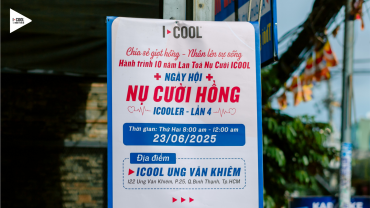 ICOOL
I COOL
Chia sẻ giọt hồng - Nhân lên sự sống
Hành trình 10 năm Lan Toả Nụ Cười ICOOL
NGÀY HỘI
NỤ CƯỜI HỒNG
ICOOLER - LẦN 4
Thời gian: Thứ Hai 8:00 am - 12:00 am
23/06/2025
Địa điểm
ICOOL UNG VĂN KHIÊM
122 Ung Văn Khiêm, P.25, Q.Bình Thạnh, Tp.HCM